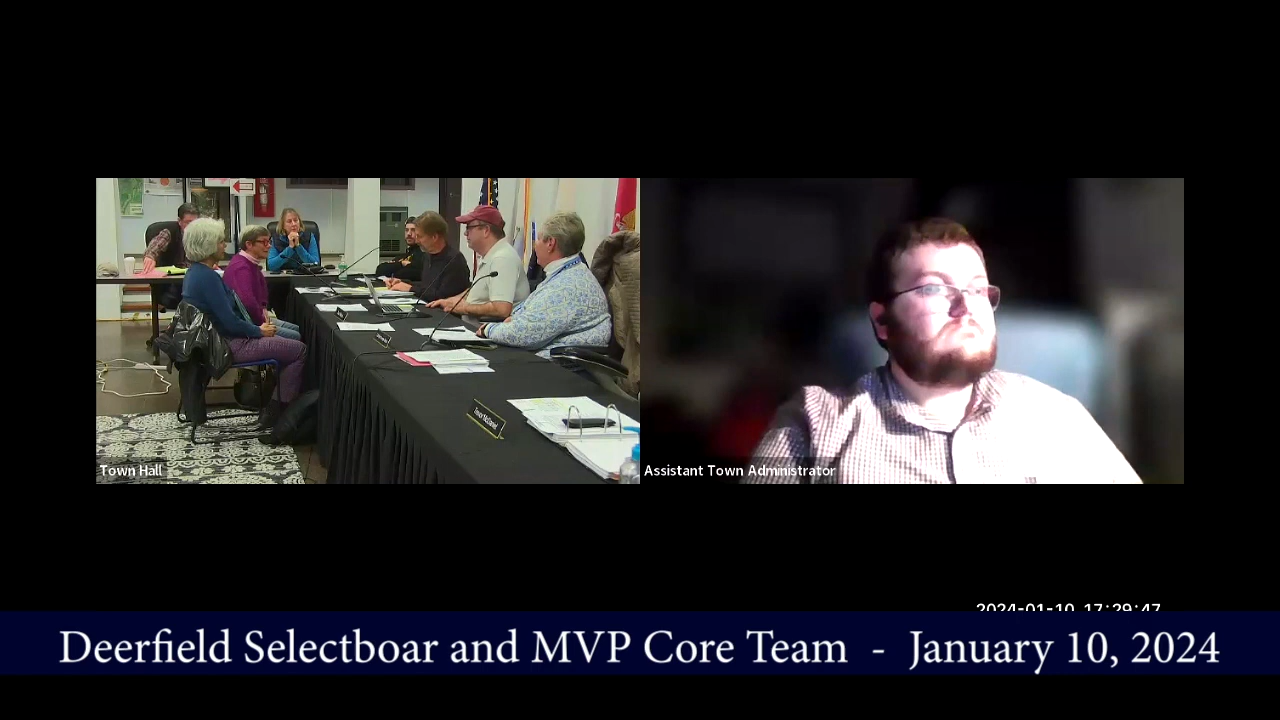 Town Hall
Assistant Town Administrator
2024-01-10 17:29:47
Deerfield Selectboar and MVP Core Team - January 10, 2024